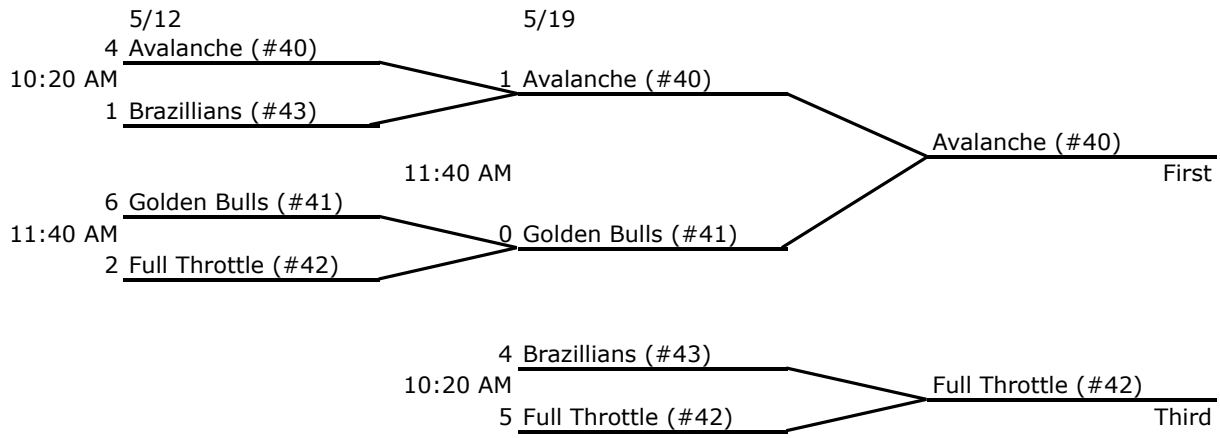 5/12 5/19
4 Avalanche (#40)
10:20 AM 1 Avalanche (#40)
1 Brazillians (#43)
Avalanche (#40)
11:40 AM First
6 Golden Bulls (#41)
11:40 AM 0 Golden Bulls (#41)
2 Full Throttle (#42)
4 Brazillians (#43)
10:20 AM Full Throttle (#42)
5 Full Throttle (#42) Third